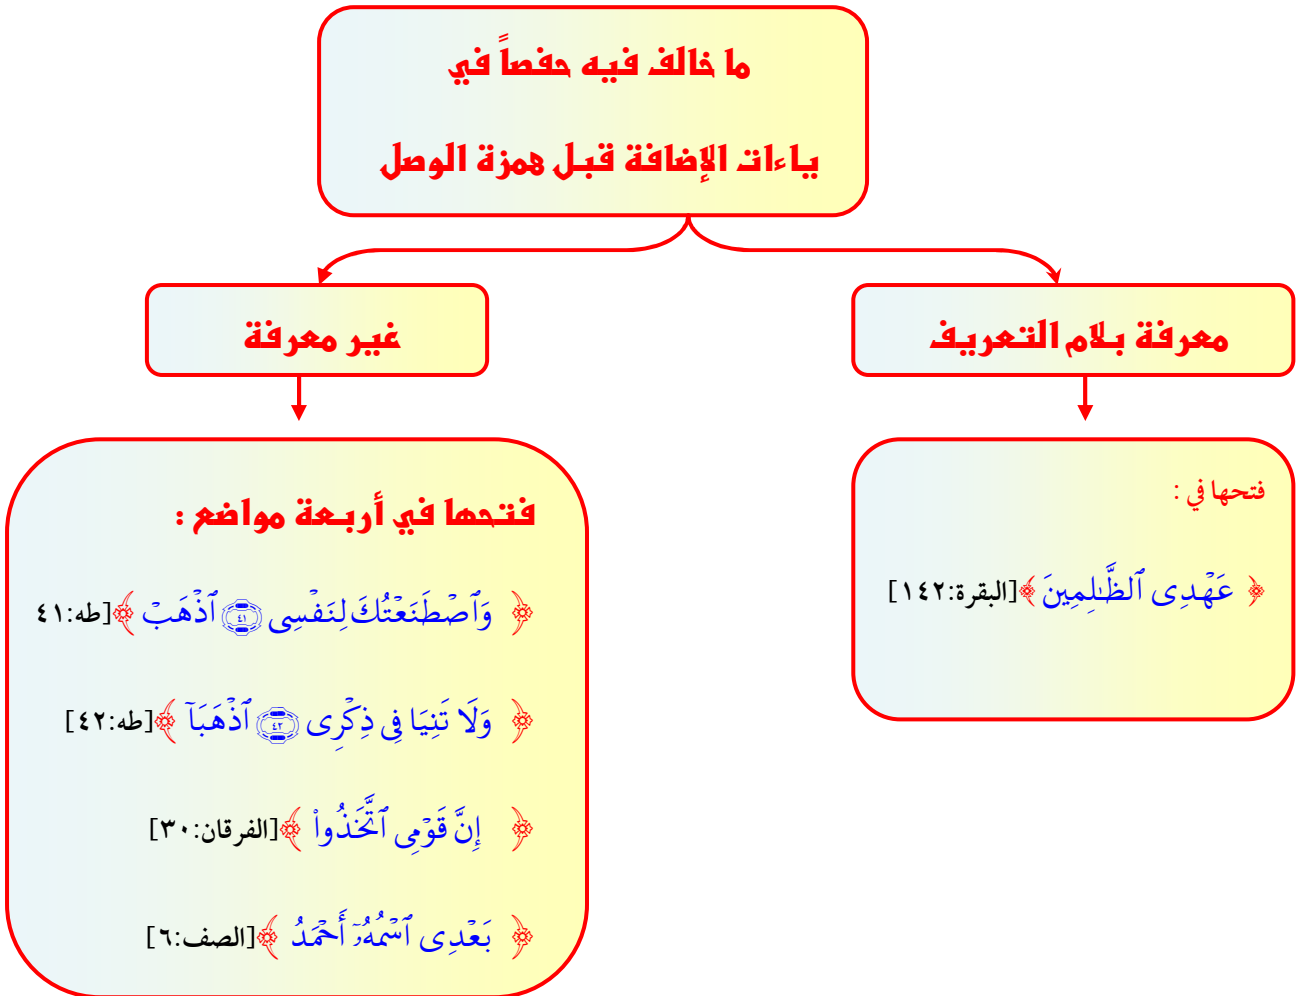 ما خالف فيه حفصاً في
ياءات الإضافة قبل همزة الوصل
معرفة بلام التعريف
غير معرفة
فتحها في :
﴿ عَهْدِى ٱلظَّٰلِمِينَ ﴾[البقرة:١٤٢]
فتحها في أربعة مواضع :
﴿ وَٱصْطَنَعْتُكَ لِنَفْسِى ۝٤١ ٱذْهَبْ ﴾[طه:٤١
﴿ وَلَا تَنِيَا فِى ذِكْرِى ۝٤٢ ٱذْهَبَآ ﴾[طه:٤٢]
﴿ إِنَّ قَوْمِى ٱتَّخَذُوا۟ ﴾[الفرقان:٣٠]
﴿ بَعْدِى ٱسْمُهُۥٓ أَحْمَدُ ﴾[الصف:٦]